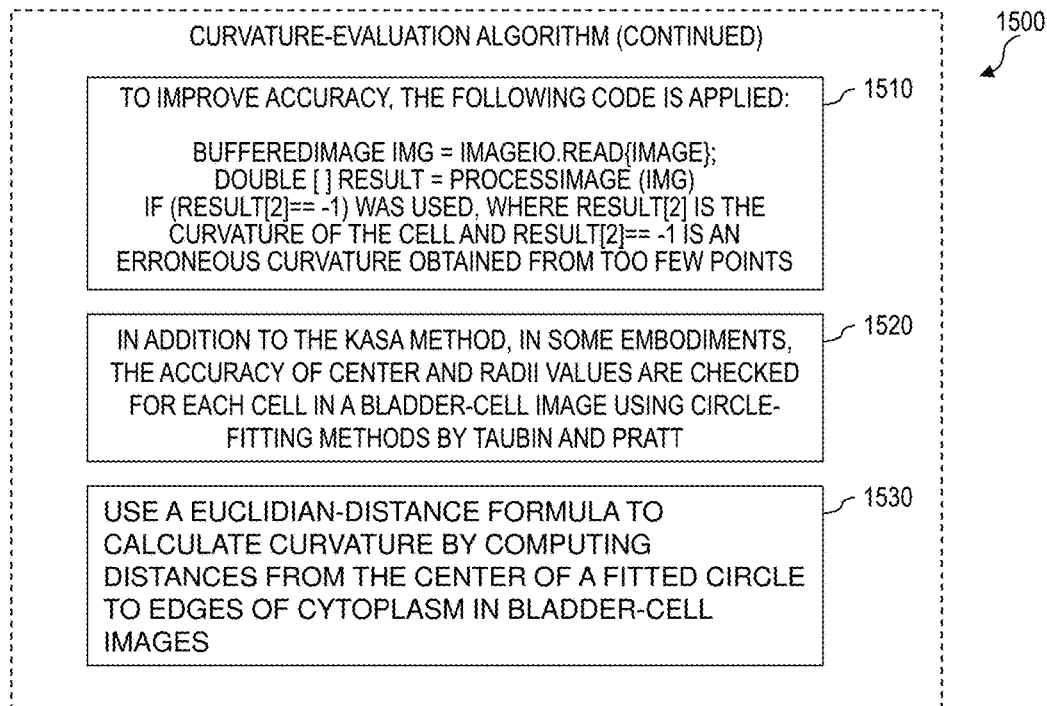 CURVATURE-EVALUATION ALGORITHM (CONTINUED)
1500
TO IMPROVE ACCURACY, THE FOLLOWING CODE IS APPLIED:
BUFFEREDIMAGE IMG = IMAGEIO.READ{IMAGE};
DOUBLE [ ] RESULT = PROCESSIMAGE (IMG)
IF (RESULT[2]== -1) WAS USED, WHERE RESULT[2] IS THE
CURVATURE OF THE CELL AND RESULT[2]== -1 IS AN
ERRONEOUS CURVATURE OBTAINED FROM TOO FEW POINTS
1510
IN ADDITION TO THE KASA METHOD, IN SOME EMBODIMENTS,
THE ACCURACY OF CENTER AND RADII VALUES ARE CHECKED
FOR EACH CELL IN A BLADDER-CELL IMAGE USING CIRCLE-
FITTING METHODS BY TAUBIN AND PRATT
1520
USE A EUCLIDIAN-DISTANCE FORMULA TO
CALCULATE CURVATURE BY COMPUTING
DISTANCES FROM THE CENTER OF A FITTED CIRCLE
TO EDGES OF CYTOPLASM IN BLADDER-CELL
IMAGES
1530